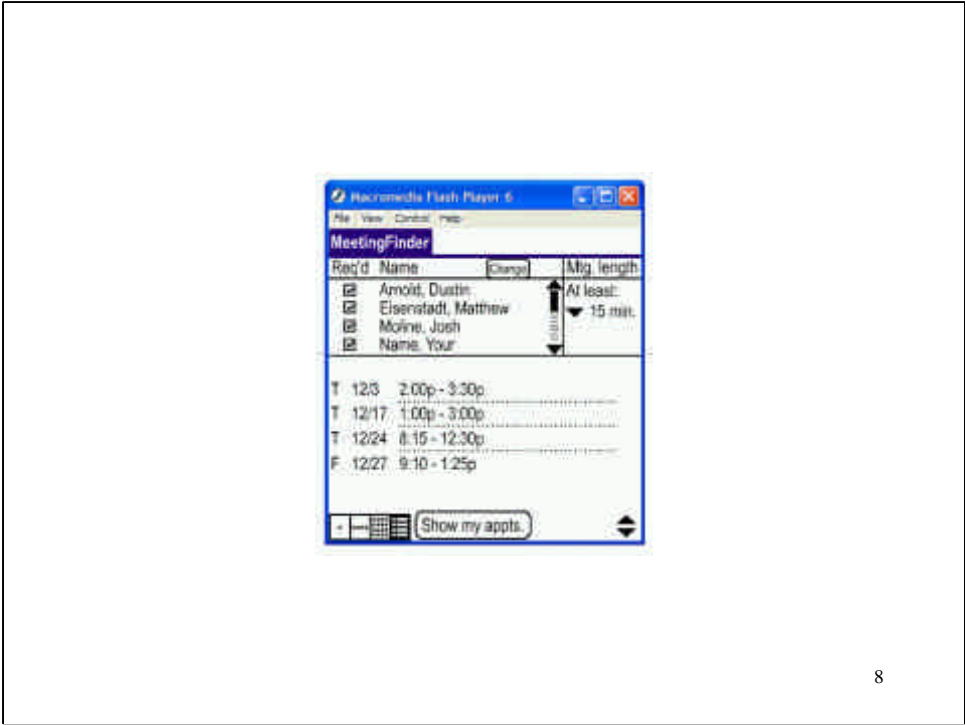 Macromedia Flash Player 6
File View Control Help
MeetingFinder
Req'd Name Change Mtg. length
Arnold, Dustin At least:
Eisenstadt, Matthew 15 min.
Moline, Josh
Name, Your
T 12/3 2:00p - 3:30p
T 12/17 1:00p - 3:00p
T 12/24 8:15 - 12:30p
F 12/27 9:10 - 1:25p
Show my appts.
8